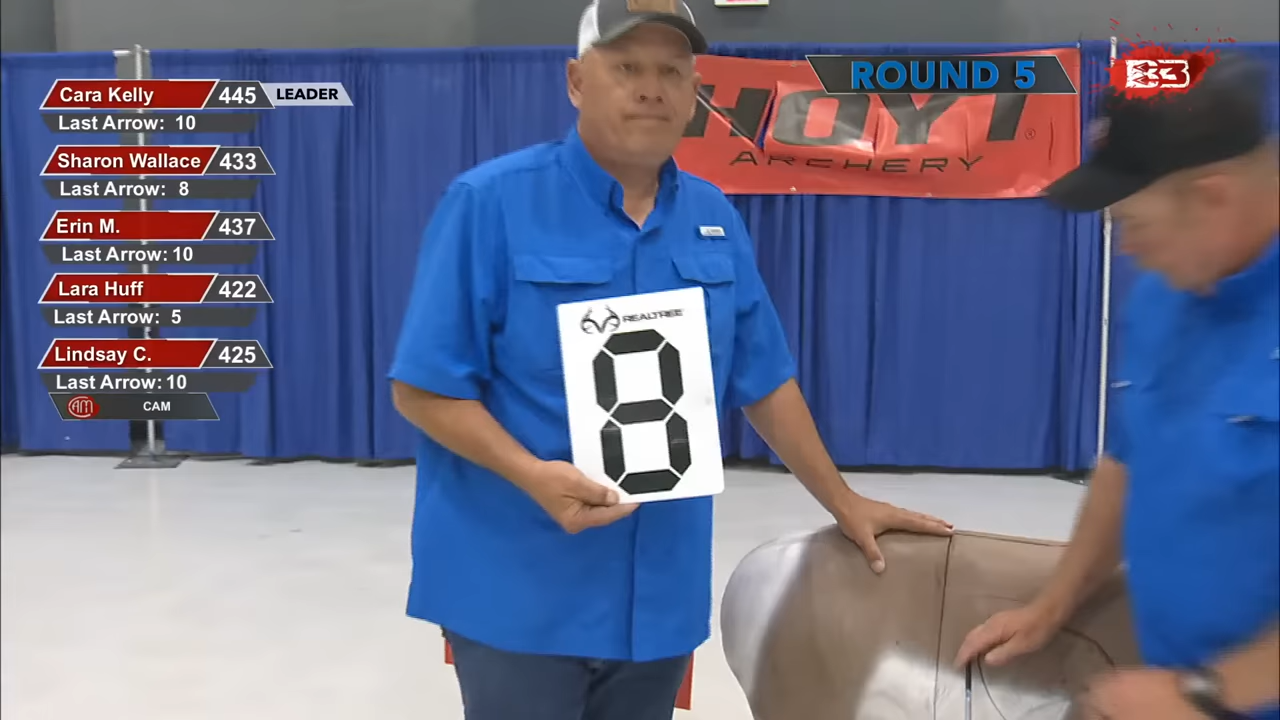 Cara Kelly 445 LEADER
Last Arrow: 10
Sharon Wallace 433
Last Arrow: 8
Erin M. 437
Last Arrow: 10
Lara Huff 422
Last Arrow: 5
Lindsay C. 425
Last Arrow: 10
CAM CAM
ROUND 5
B3
HOYT
ARCHERY
REALTREE
8